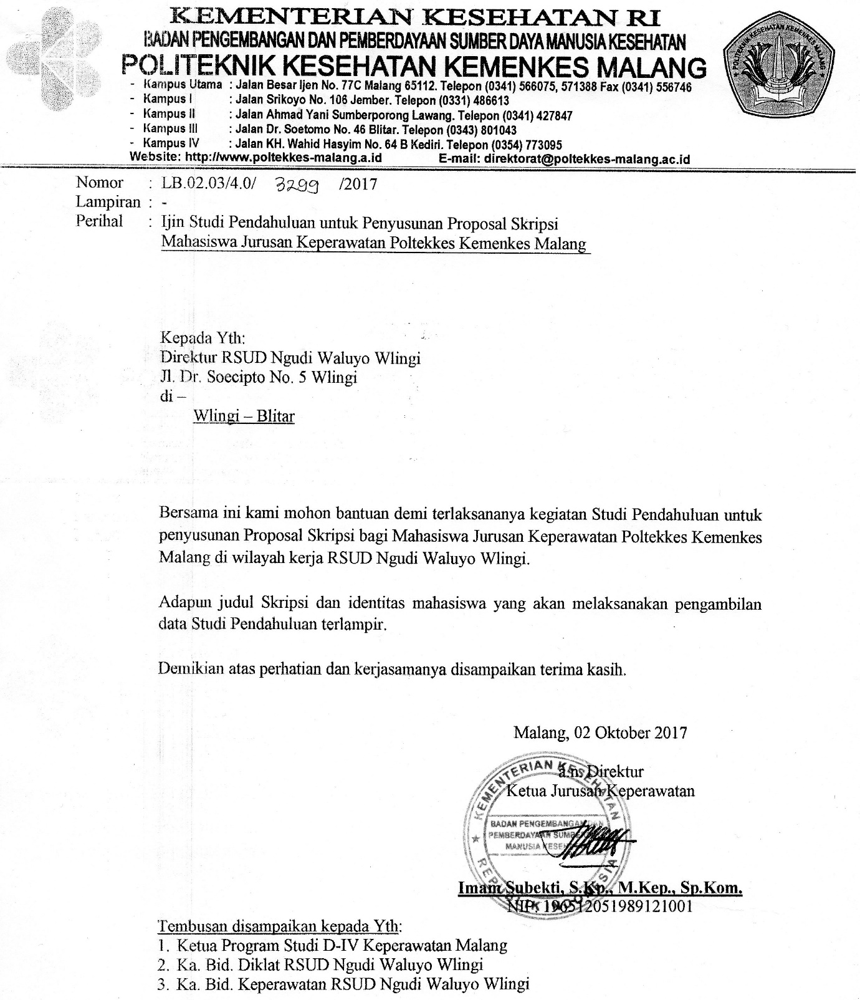 KEMENTERIAN KESEHATAN RI
BADAN PENGEMBANGAN DAN PEMBERDAYAAN SUMBER DAYA MANUSIA KESEHATAN
POLITEKNIK KESEHATAN KEMENKES MALANG
- Kampus Utama : Jalan Besar Ijen No. 77C Malang 65112. Telepon (0341) 566075, 571388 Fax (0341) 556746
- Kampus I : Jalan Srikoyo No. 106 Jember. Telepon (0331) 486613
- Kampus II : Jalan Ahmad Yani Sumberporong Lawang. Telepon (0341) 427847
- Kampus III : Jalan Dr. Soetomo No. 46 Blitar. Telepon (0343) 801043
- Kampus IV : Jalan KH. Wahid Hasyim No. 64 B Kediri. Telepon (0354) 773095
Website: http://www.poltekkes-malang.a.id E-mail: direktorat@poltekkes-malang.ac.id
POLITEKNIK KESEHATAN KEMENKES MALANG
Nomor : LB.02.03/4.0/ 3299 /2017
Lampiran : -
Perihal : Ijin Studi Pendahuluan untuk Penyusunan Proposal Skripsi
Mahasiswa Jurusan Keperawatan Poltekkes Kemenkes Malang
Kepada Yth:
Direktur RSUD Ngudi Waluyo Wlingi
Jl. Dr. Soecipto No. 5 Wlingi
di –
Wlingi – Blitar
Bersama ini kami mohon bantuan demi terlaksananya kegiatan Studi Pendahuluan untuk
penyusunan Proposal Skripsi bagi Mahasiswa Jurusan Keperawatan Poltekkes Kemenkes
Malang di wilayah kerja RSUD Ngudi Waluyo Wlingi.
Adapun judul Skripsi dan identitas mahasiswa yang akan melaksanakan pengambilan
data Studi Pendahuluan terlampir.
Demikian atas perhatian dan kerjasamanya disampaikan terima kasih.
Malang, 02 Oktober 2017
a.n. Direktur
Ketua Jurusan Keperawatan
KEMENTERIAN KESEHATAN
BADAN PENGEMBANGAN DAN
PEMBERDAYAAN SUMBER
MANUSIA KESEH
REPUBLIK INDONESIA
Imam Subekti, S.Kp., M.Kep., Sp.Kom.
NIP. 196512051989121001
Tembusan disampaikan kepada Yth:
1. Ketua Program Studi D-IV Keperawatan Malang
2. Ka. Bid. Diklat RSUD Ngudi Waluyo Wlingi
3. Ka. Bid. Keperawatan RSUD Ngudi Waluyo Wlingi